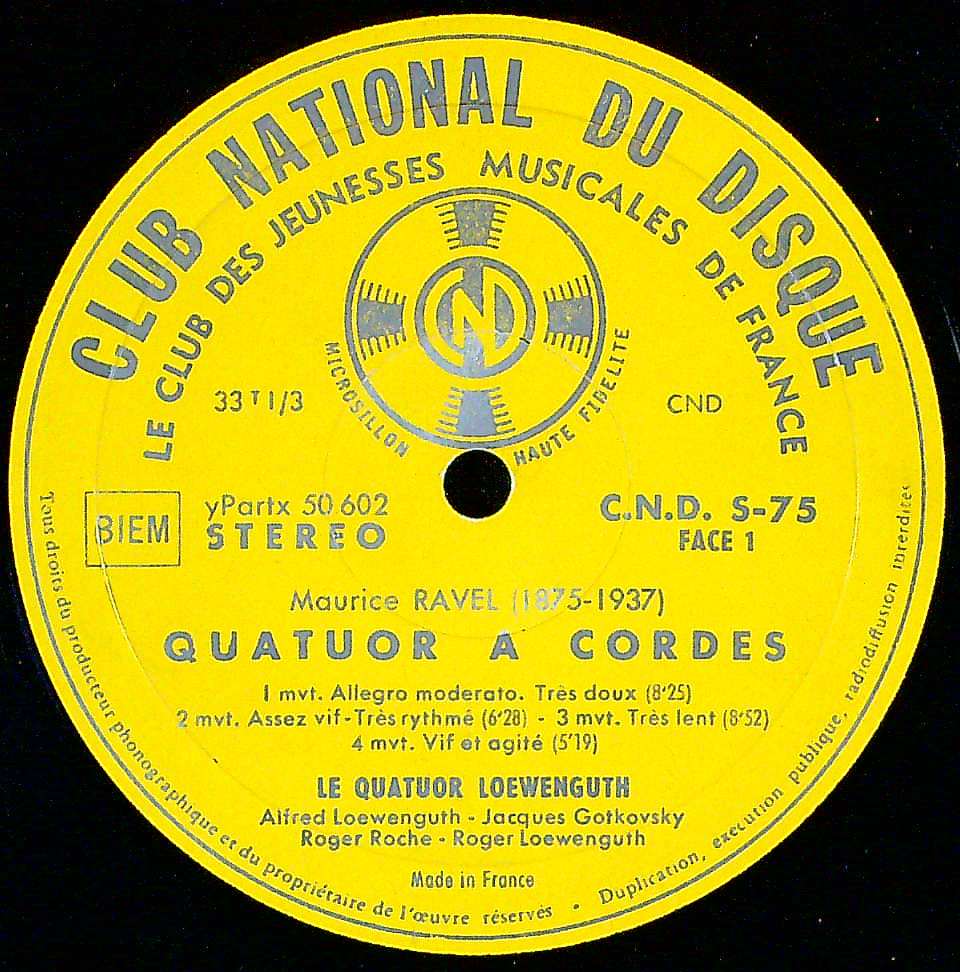 CLUB NATIONAL DU DISQUE
LE CLUB DES JEUNESSES MUSICALES DE FRANCE
CN
MICROSILLON HAUTE FIDELITE
33 T 1/3
CND
BIEM
yPartx 50 602
STEREO
C.N.D. S-75
FACE 1
Maurice RAVEL (1875-1937)
QUATUOR A CORDES
1 mvt. Allegro moderato. Très doux (8'25)
2 mvt. Assez vif-Très rythmé (6'28) - 3 mvt. Très lent (8'52)
4 mvt. Vif et agité (5'19)
LE QUATUOR LOEWENGUTH
Alfred Loewenguth - Jacques Gotkovsky
Roger Roche - Roger Loewenguth
Made in France
Tous droits du producteur phonographique et du propriétaire de l'œuvre réservés • Duplication, exécution publique, radiodiffusion interdites